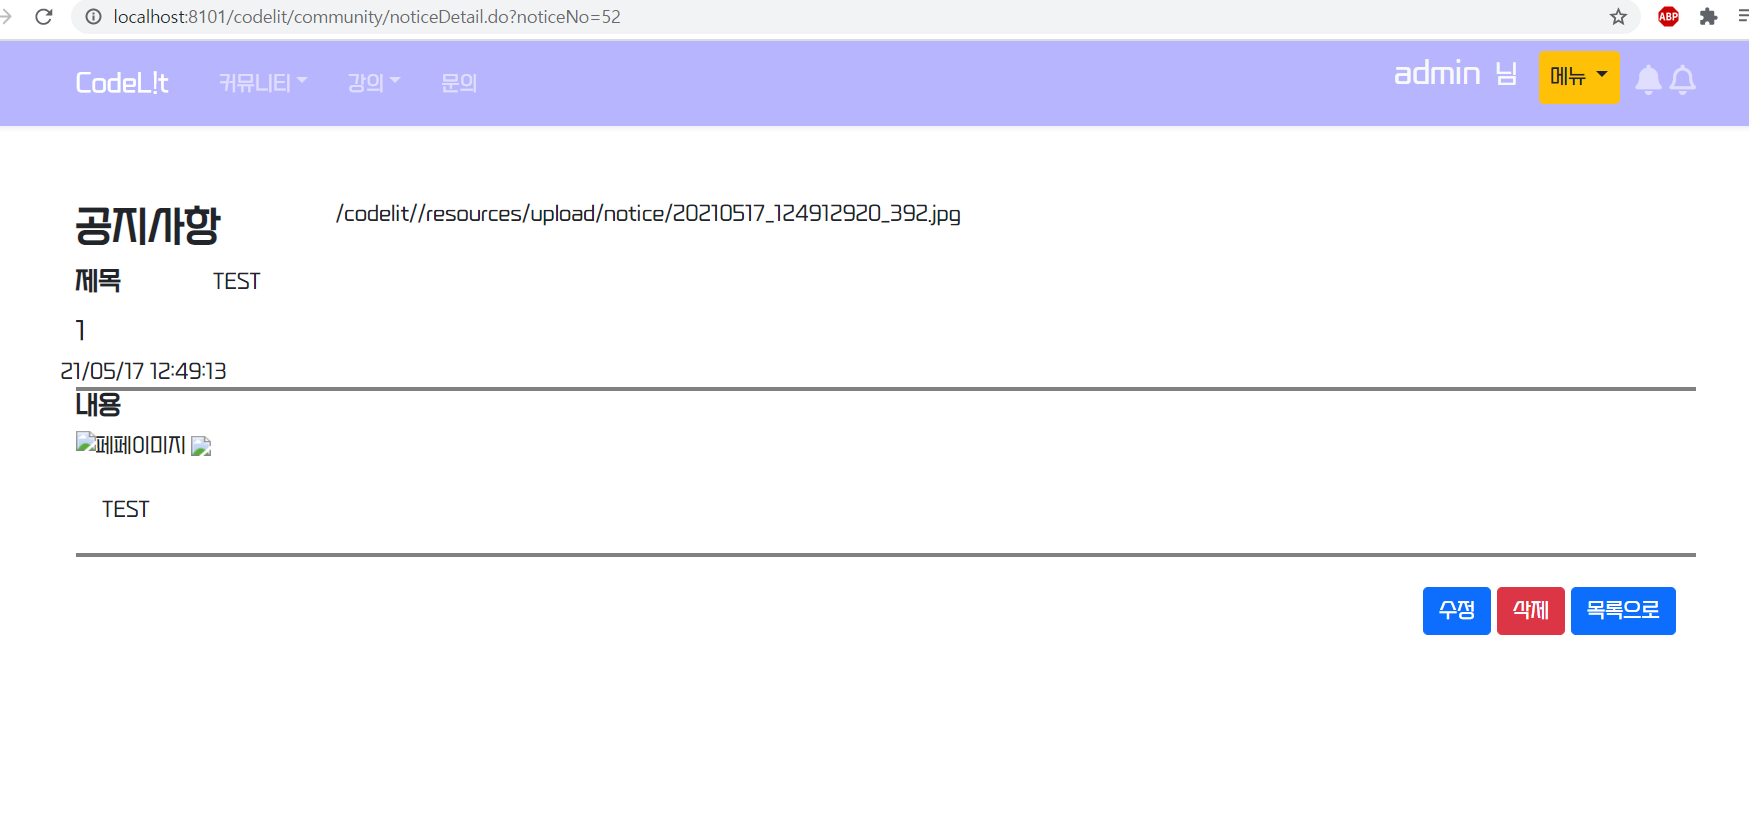 localhost:8101/codelit/community/noticeDetail.do?noticeNo=52
ABP
CodeL!t 커뮤니티 강의 문의 admin 님 메뉴
공지사항 /codelit//resources/upload/notice/20210517_124912920_392.jpg
제목 TEST
1
21/05/17 12:49:13
내용
페페이미지
TEST
수정 삭제 목록으로